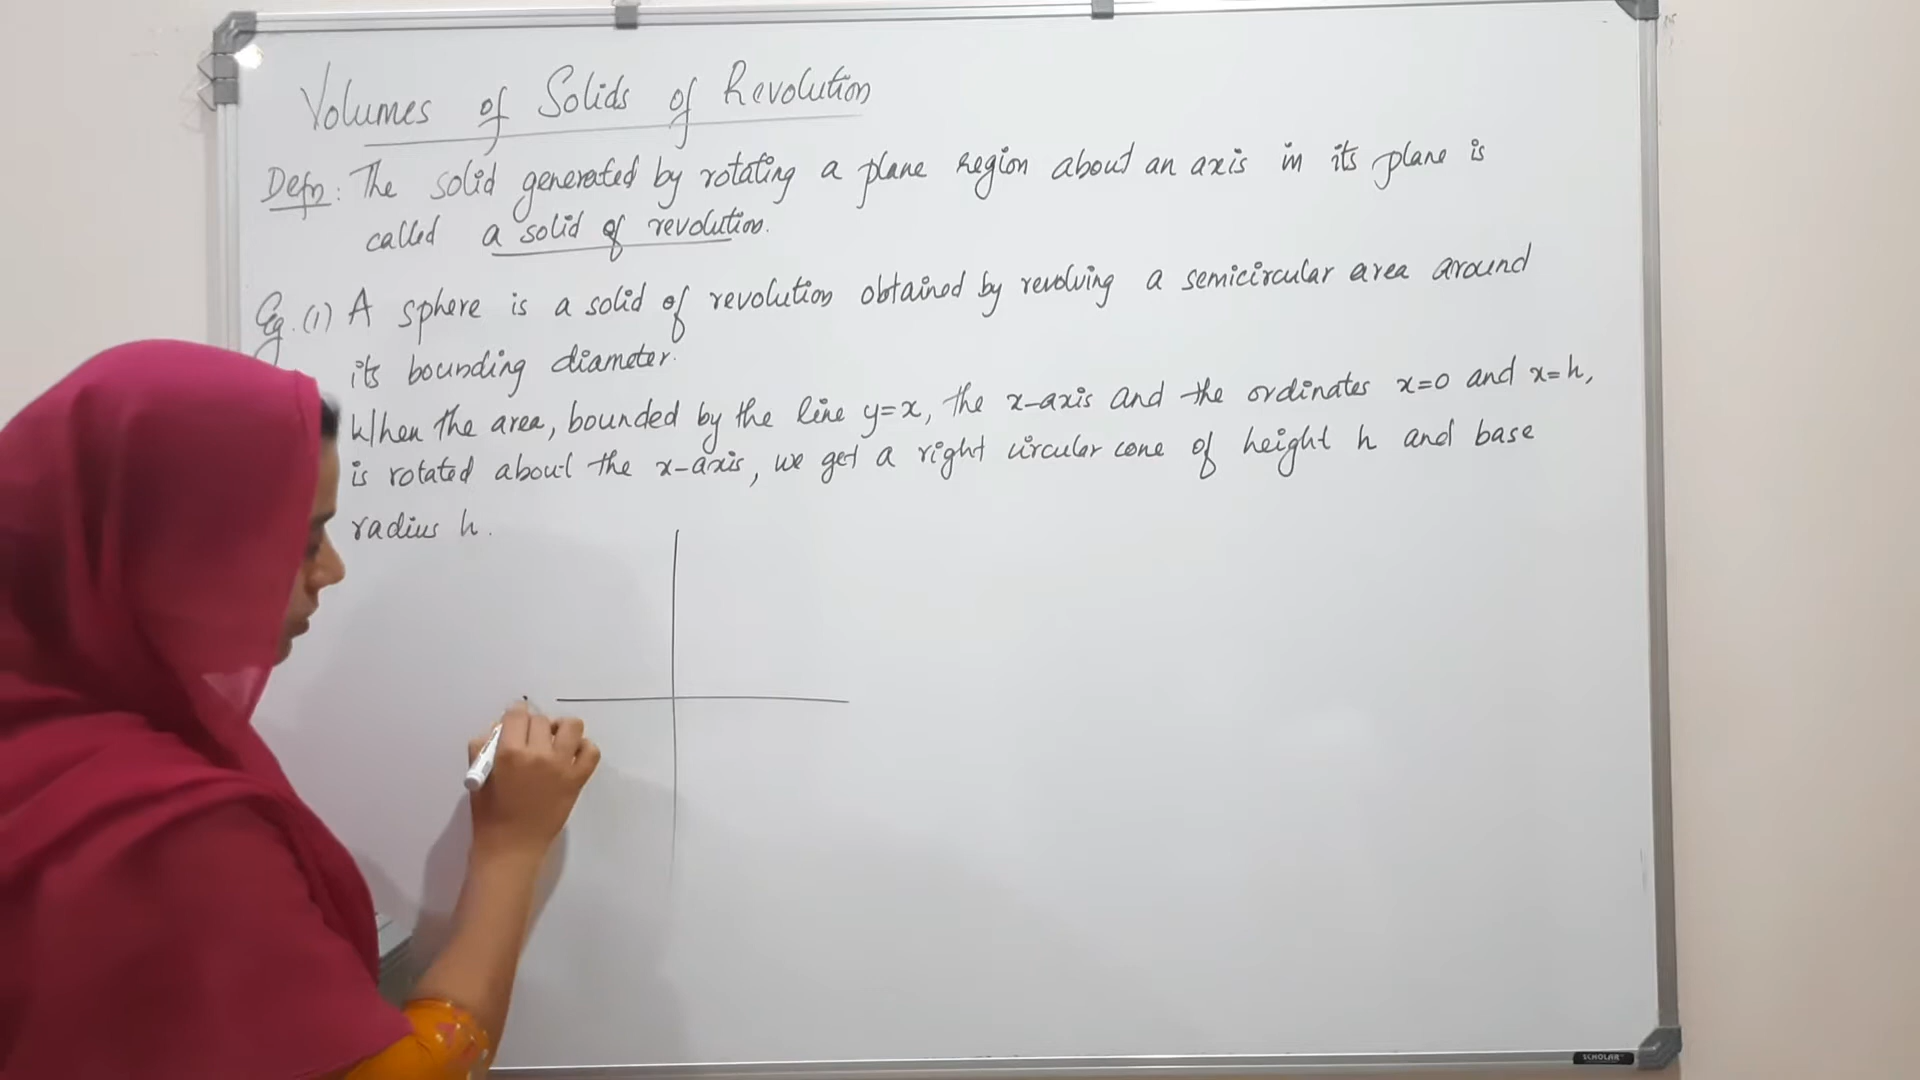 Volumes of Solids of Revolution
Defn: The solid generated by rotating a plane region about an axis in its plane is
called a solid of revolution.
Eg. (1) A sphere is a solid of revolution obtained by revolving a semicircular area around
its bounding diameter.
When the area, bounded by the line y=x, the x-axis and the ordinates x=0 and x=h,
is rotated about the x-axis, we get a right circular cone of height h and base
radius h.
SCHOLAR